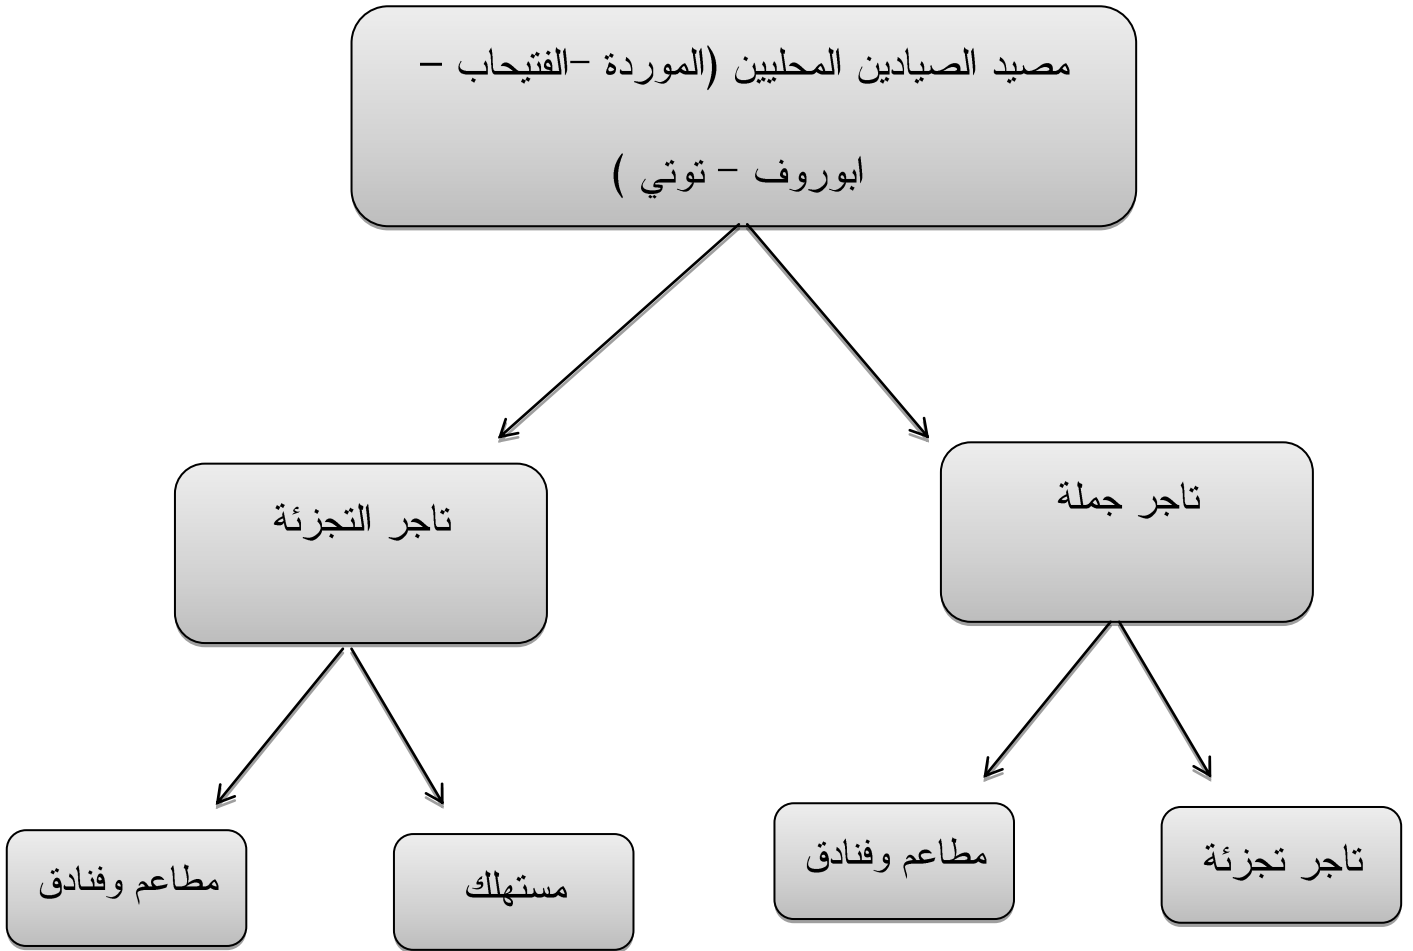 مصيد الصيادين المحليين (الموردة –الفتيحاب –
ابوروف – توتي )
تاجر جملة
تاجر التجزئة
تاجر تجزئة
مطاعم وفنادق
مستهلك
مطاعم وفنادق